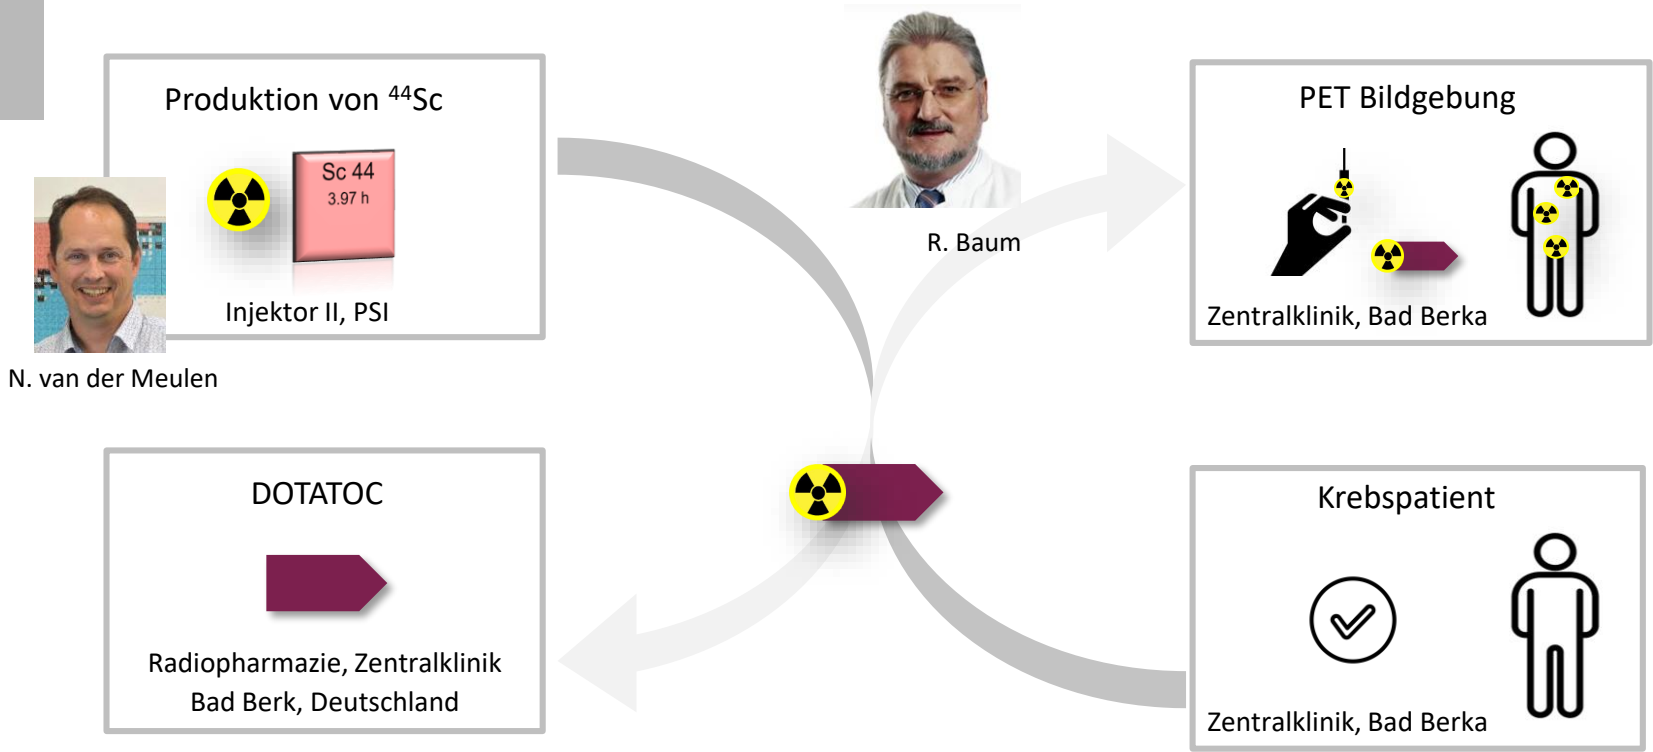 Produktion von ⁴⁴Sc
Sc 44
3.97 h
Injektor II, PSI
N. van der Meulen
R. Baum
PET Bildgebung
Zentralklinik, Bad Berka
DOTATOC
Radiopharmazie, Zentralklinik
Bad Berk, Deutschland
Krebspatient
Zentralklinik, Bad Berka